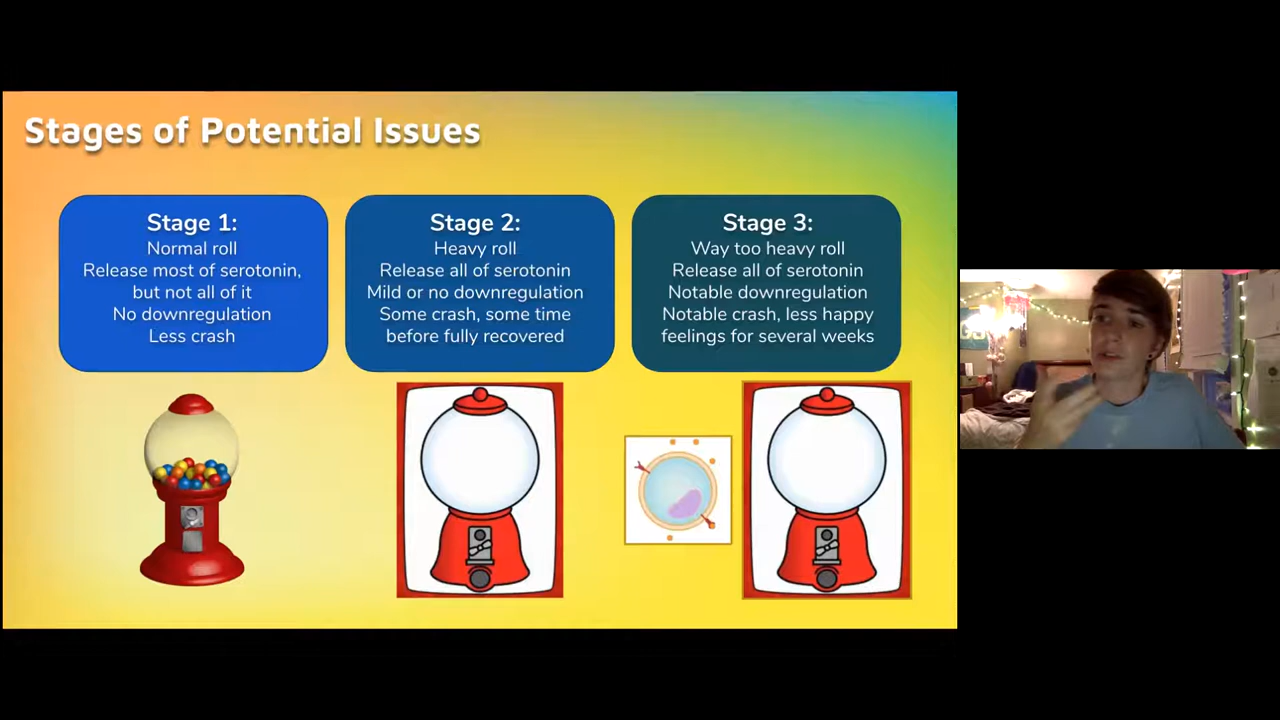 Stages of Potential Issues
Stage 1:
Normal roll
Release most of serotonin,
but not all of it
No downregulation
Less crash
Stage 2:
Heavy roll
Release all of serotonin
Mild or no downregulation
Some crash, some time
before fully recovered
Stage 3:
Way too heavy roll
Release all of serotonin
Notable downregulation
Notable crash, less happy
feelings for several weeks